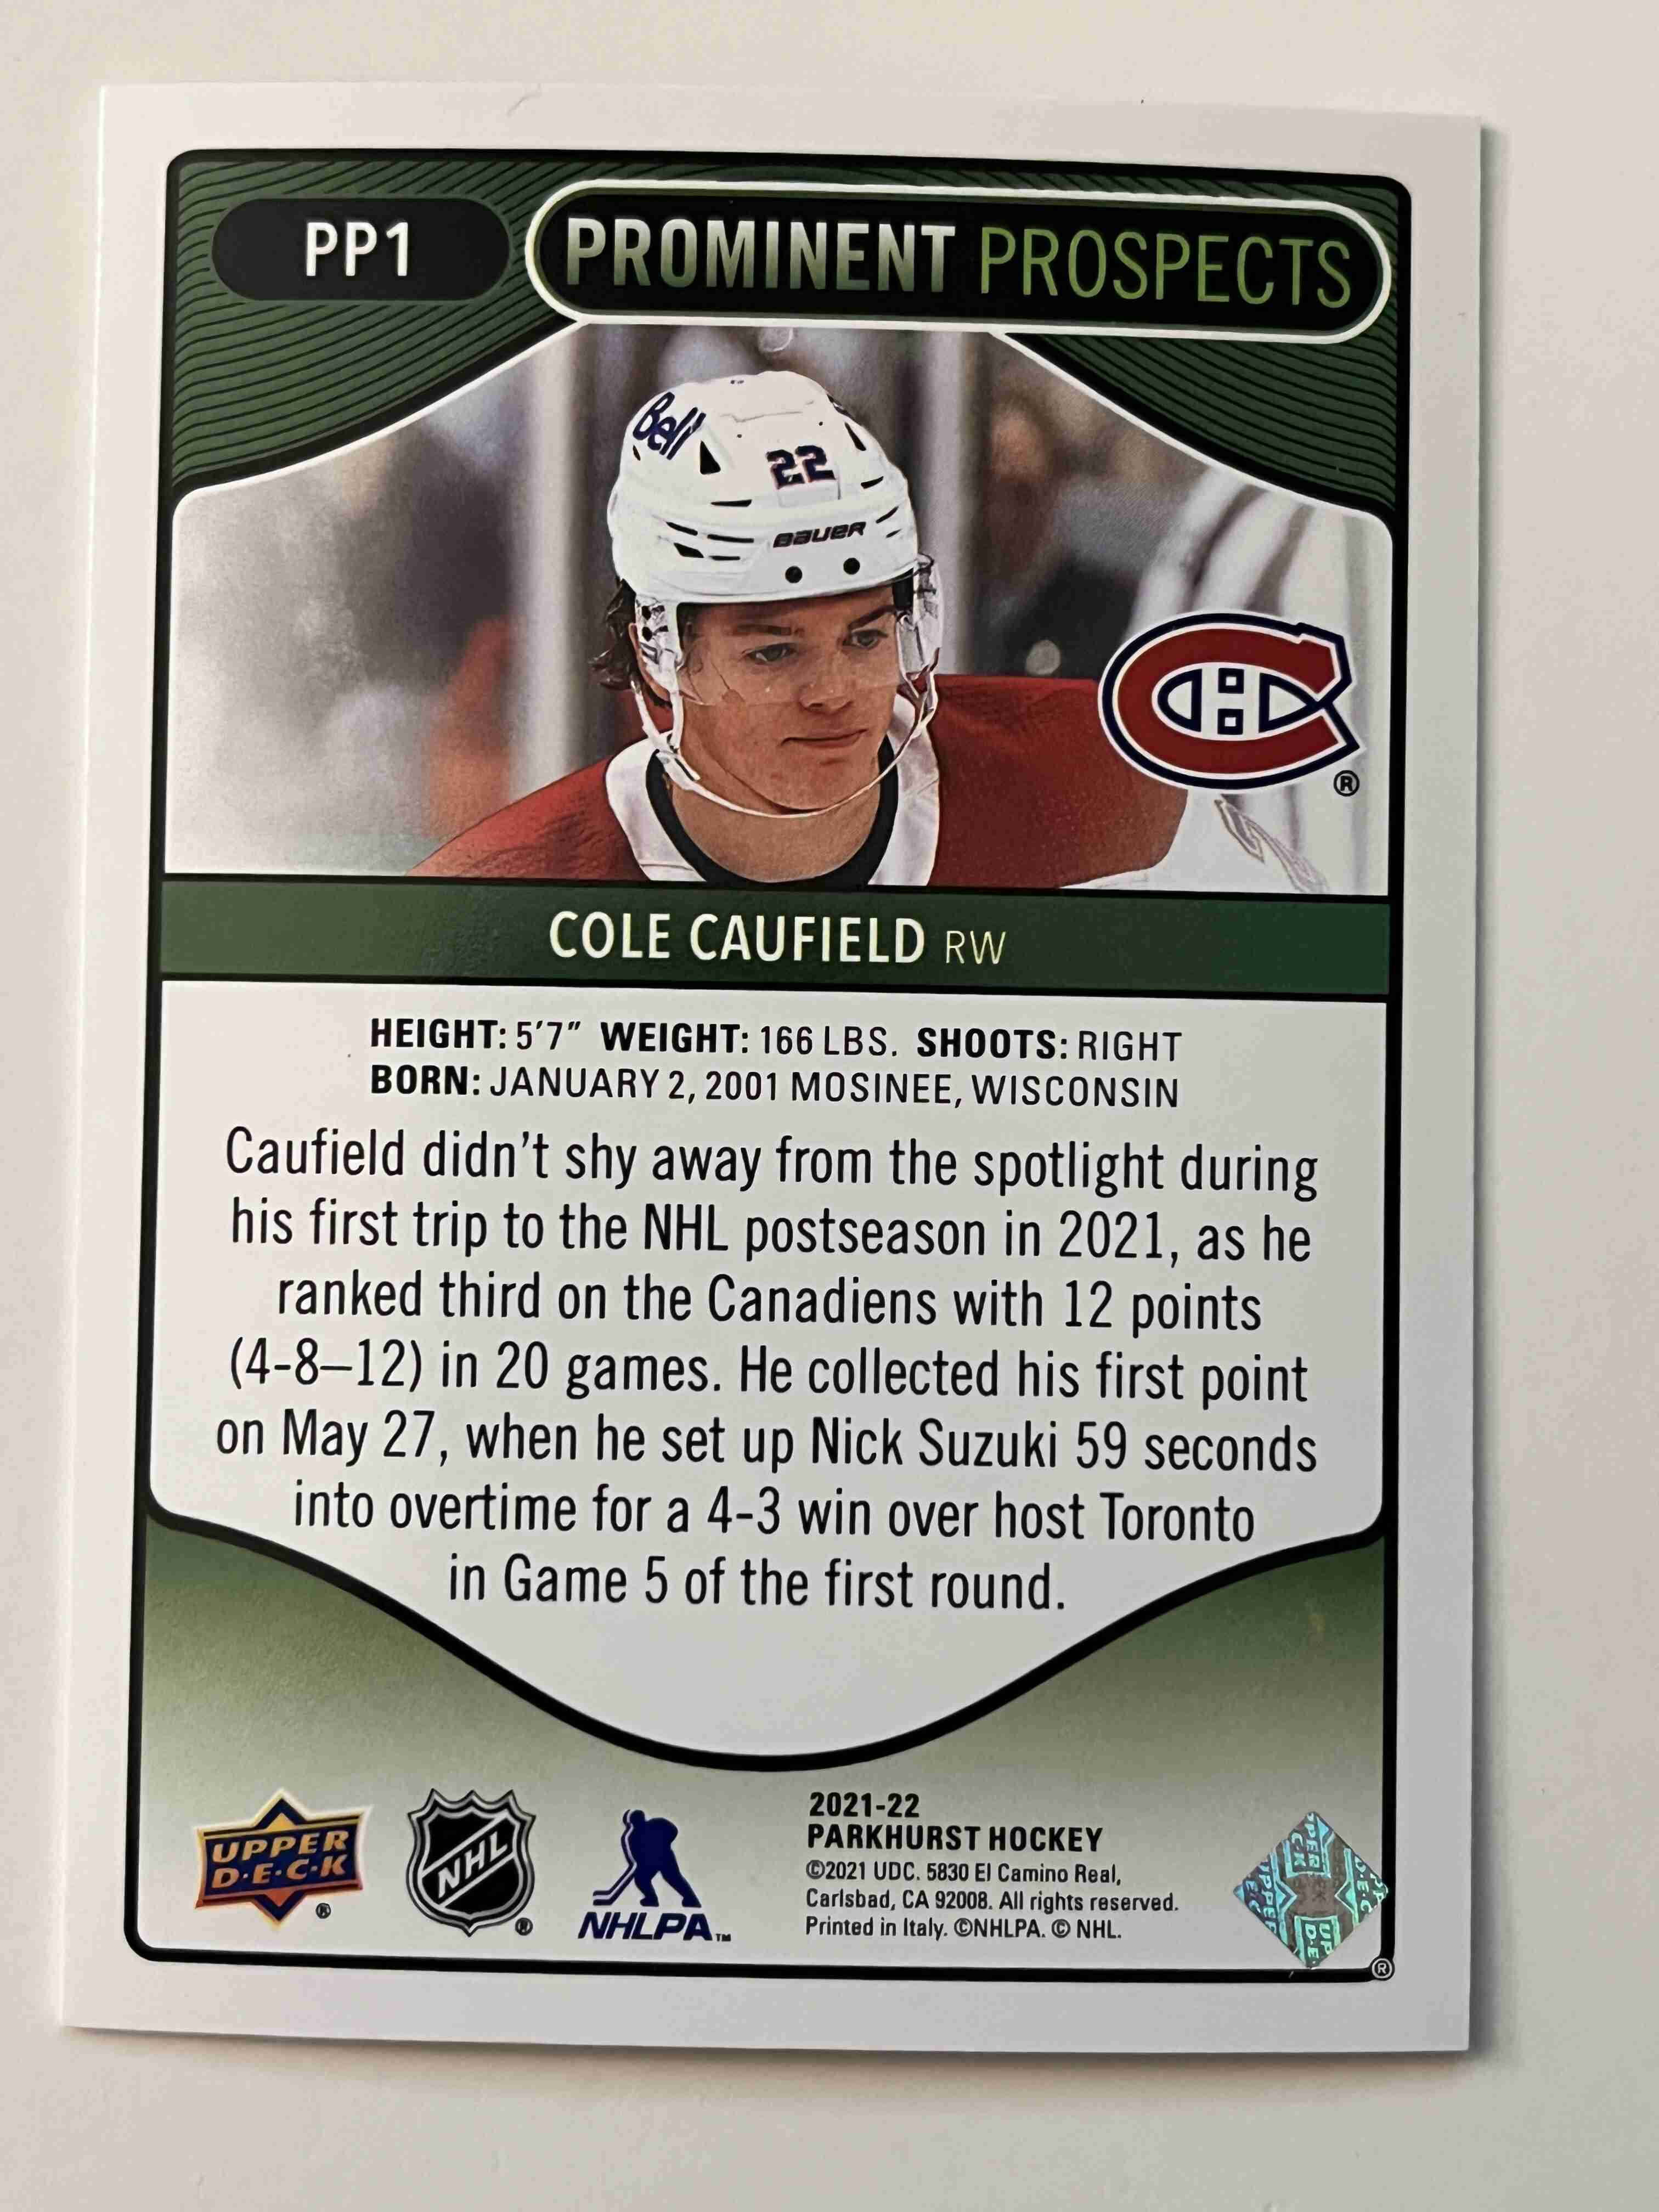 PP1
PROMINENT PROSPECTS
Bell
22
BAUER
®
COLE CAUFIELD RW
HEIGHT: 5'7" WEIGHT: 166 LBS. SHOOTS: RIGHT
BORN: JANUARY 2, 2001 MOSINEE, WISCONSIN
Caufield didn't shy away from the spotlight during
his first trip to the NHL postseason in 2021, as he
ranked third on the Canadiens with 12 points
(4-8–12) in 20 games. He collected his first point
on May 27, when he set up Nick Suzuki 59 seconds
into overtime for a 4-3 win over host Toronto
in Game 5 of the first round.
UPPER
D·E·C·K
®
NHL
®
NHLPA™
2021-22
PARKHURST HOCKEY
©2021 UDC. 5830 El Camino Real,
Carlsbad, CA 92008. All rights reserved.
Printed in Italy. ©NHLPA. © NHL.
®